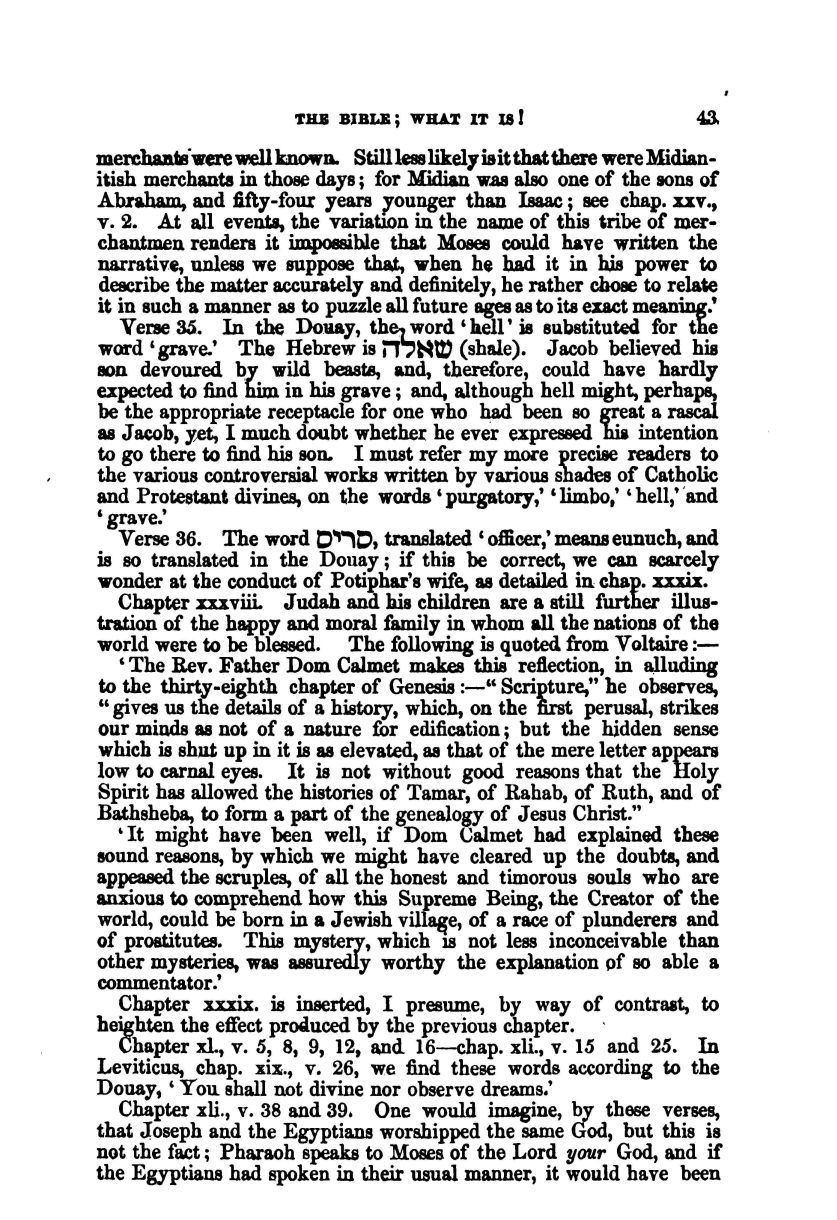 THE BIBLE; WHAT IT IS! 43
merchants were well known. Still less likely is it that there were Midian-
itish merchants in those days; for Midian was also one of the sons of
Abraham, and fifty-four years younger than Isaac; see chap. xxv.,
v. 2. At all events, the variation in the name of this tribe of mer-
chantmen renders it impossible that Moses could have written the
narrative, unless we suppose that, when he had it in his power to
describe the matter accurately and definitely, he rather chose to relate
it in such a manner as to puzzle all future ages as to its exact meaning.'
Verse 35. In the Douay, the word 'hell' is substituted for the
word 'grave.' The Hebrew is שאלה (shale). Jacob believed his
son devoured by wild beasts, and, therefore, could have hardly
expected to find him in his grave; and, although hell might, perhaps,
be the appropriate receptacle for one who had been so great a rascal
as Jacob, yet, I much doubt whether he ever expressed his intention
to go there to find his son. I must refer my more precise readers to
the various controversial works written by various shades of Catholic
and Protestant divines, on the words 'purgatory,' 'limbo,' 'hell,' and
'grave.'
Verse 36. The word סרים, translated 'officer,' means eunuch, and
is so translated in the Douay; if this be correct, we can scarcely
wonder at the conduct of Potiphar's wife, as detailed in chap. xxxix.
Chapter xxxviii. Judah and his children are a still further illus-
tration of the happy and moral family in whom all the nations of the
world were to be blessed. The following is quoted from Voltaire:—
'The Rev. Father Dom Calmet makes this reflection, in alluding
to the thirty-eighth chapter of Genesis:—"Scripture," he observes,
"gives us the details of a history, which, on the first perusal, strikes
our minds as not of a nature for edification; but the hidden sense
which is shut up in it is as elevated, as that of the mere letter appears
low to carnal eyes. It is not without good reasons that the Holy
Spirit has allowed the histories of Tamar, of Rahab, of Ruth, and of
Bathsheba, to form a part of the genealogy of Jesus Christ."
'It might have been well, if Dom Calmet had explained these
sound reasons, by which we might have cleared up the doubts, and
appeased the scruples, of all the honest and timorous souls who are
anxious to comprehend how this Supreme Being, the Creator of the
world, could be born in a Jewish village, of a race of plunderers and
of prostitutes. This mystery, which is not less inconceivable than
other mysteries, was assuredly worthy the explanation of so able a
commentator.'
Chapter xxxix. is inserted, I presume, by way of contrast, to
heighten the effect produced by the previous chapter.
Chapter xl., v. 5, 8, 9, 12, and 16—chap. xli., v. 15 and 25. In
Leviticus, chap. xix., v. 26, we find these words according to the
Douay, 'You shall not divine nor observe dreams.'
Chapter xli., v. 38 and 39. One would imagine, by these verses,
that Joseph and the Egyptians worshipped the same God, but this is
not the fact; Pharaoh speaks to Moses of the Lord your God, and if
the Egyptians had spoken in their usual manner, it would have been